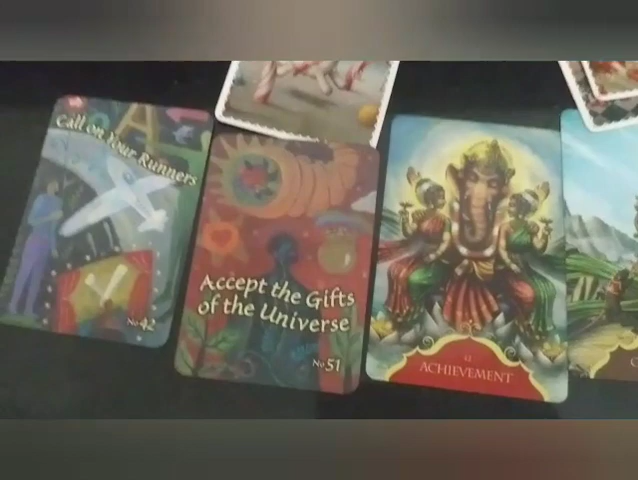 Call on Your Runners
No 42
Accept the Gifts
of the Universe
No 51
ACHIEVEMENT